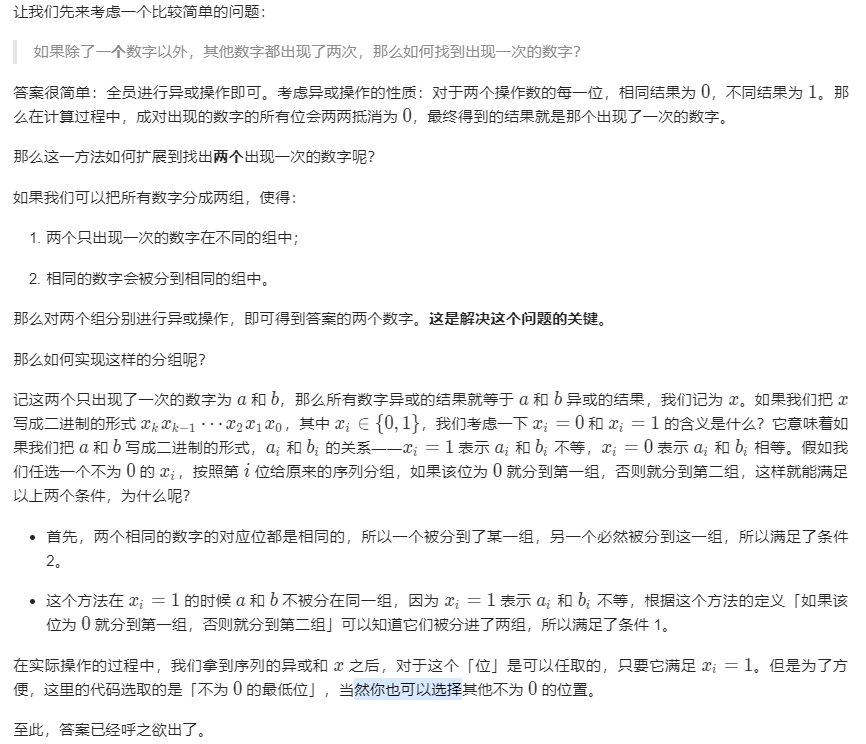 让我们先来考虑一个比较简单的问题：
如果除了一个数字以外，其他数字都出现了两次，那么如何找到出现一次的数字？
答案很简单：全员进行异或操作即可。考虑异或操作的性质：对于两个操作数的每一位，相同结果为 0，不同结果为 1。那
么在计算过程中，成对出现的数字的所有位会两两抵消为 0，最终得到的结果就是那个出现了一次的数字。
那么这一方法如何扩展到找出两个出现一次的数字呢？
如果我们可以把所有数字分成两组，使得：
1. 两个只出现一次的数字在不同的组中；
2. 相同的数字会被分到相同的组中。
那么对两个组分别进行异或操作，即可得到答案的两个数字。这是解决这个问题的关键。
那么如何实现这样的分组呢？
记这两个只出现了一次的数字为 a 和 b，那么所有数字异或的结果就等于 a 和 b 异或的结果，我们记为 x。如果我们把 x
写成二进制的形式 xₖxₖ₋₁⋯x₂x₁x₀，其中 xᵢ ∈ {0, 1}，我们考虑一下 xᵢ = 0 和 xᵢ = 1 的含义是什么？它意味着如
果我们把 a 和 b 写成二进制的形式，aᵢ 和 bᵢ 的关系——xᵢ = 1 表示 aᵢ 和 bᵢ 不等，xᵢ = 0 表示 aᵢ 和 bᵢ 相等。假如我
们任选一个不为 0 的 xᵢ，按照第 i 位给原来的序列分组，如果该位为 0 就分到第一组，否则就分到第二组，这样就能满足
以上两个条件，为什么呢？
• 首先，两个相同的数字的对应位都是相同的，所以一个被分到了某一组，另一个必然被分到这一组，所以满足了条件
2。
• 这个方法在 xᵢ = 1 的时候 a 和 b 不被分在同一组，因为 xᵢ = 1 表示 aᵢ 和 bᵢ 不等，根据这个方法的定义「如果该
位为 0 就分到第一组，否则就分到第二组」可以知道它们被分进了两组，所以满足了条件 1。
在实际操作的过程中，我们拿到序列的异或和 x 之后，对于这个「位」是可以任取的，只要它满足 xᵢ = 1。但是为了方
便，这里的代码选取的是「不为 0 的最低位」，当然你也可以选择其他不为 0 的位置。
至此，答案已经呼之欲出了。